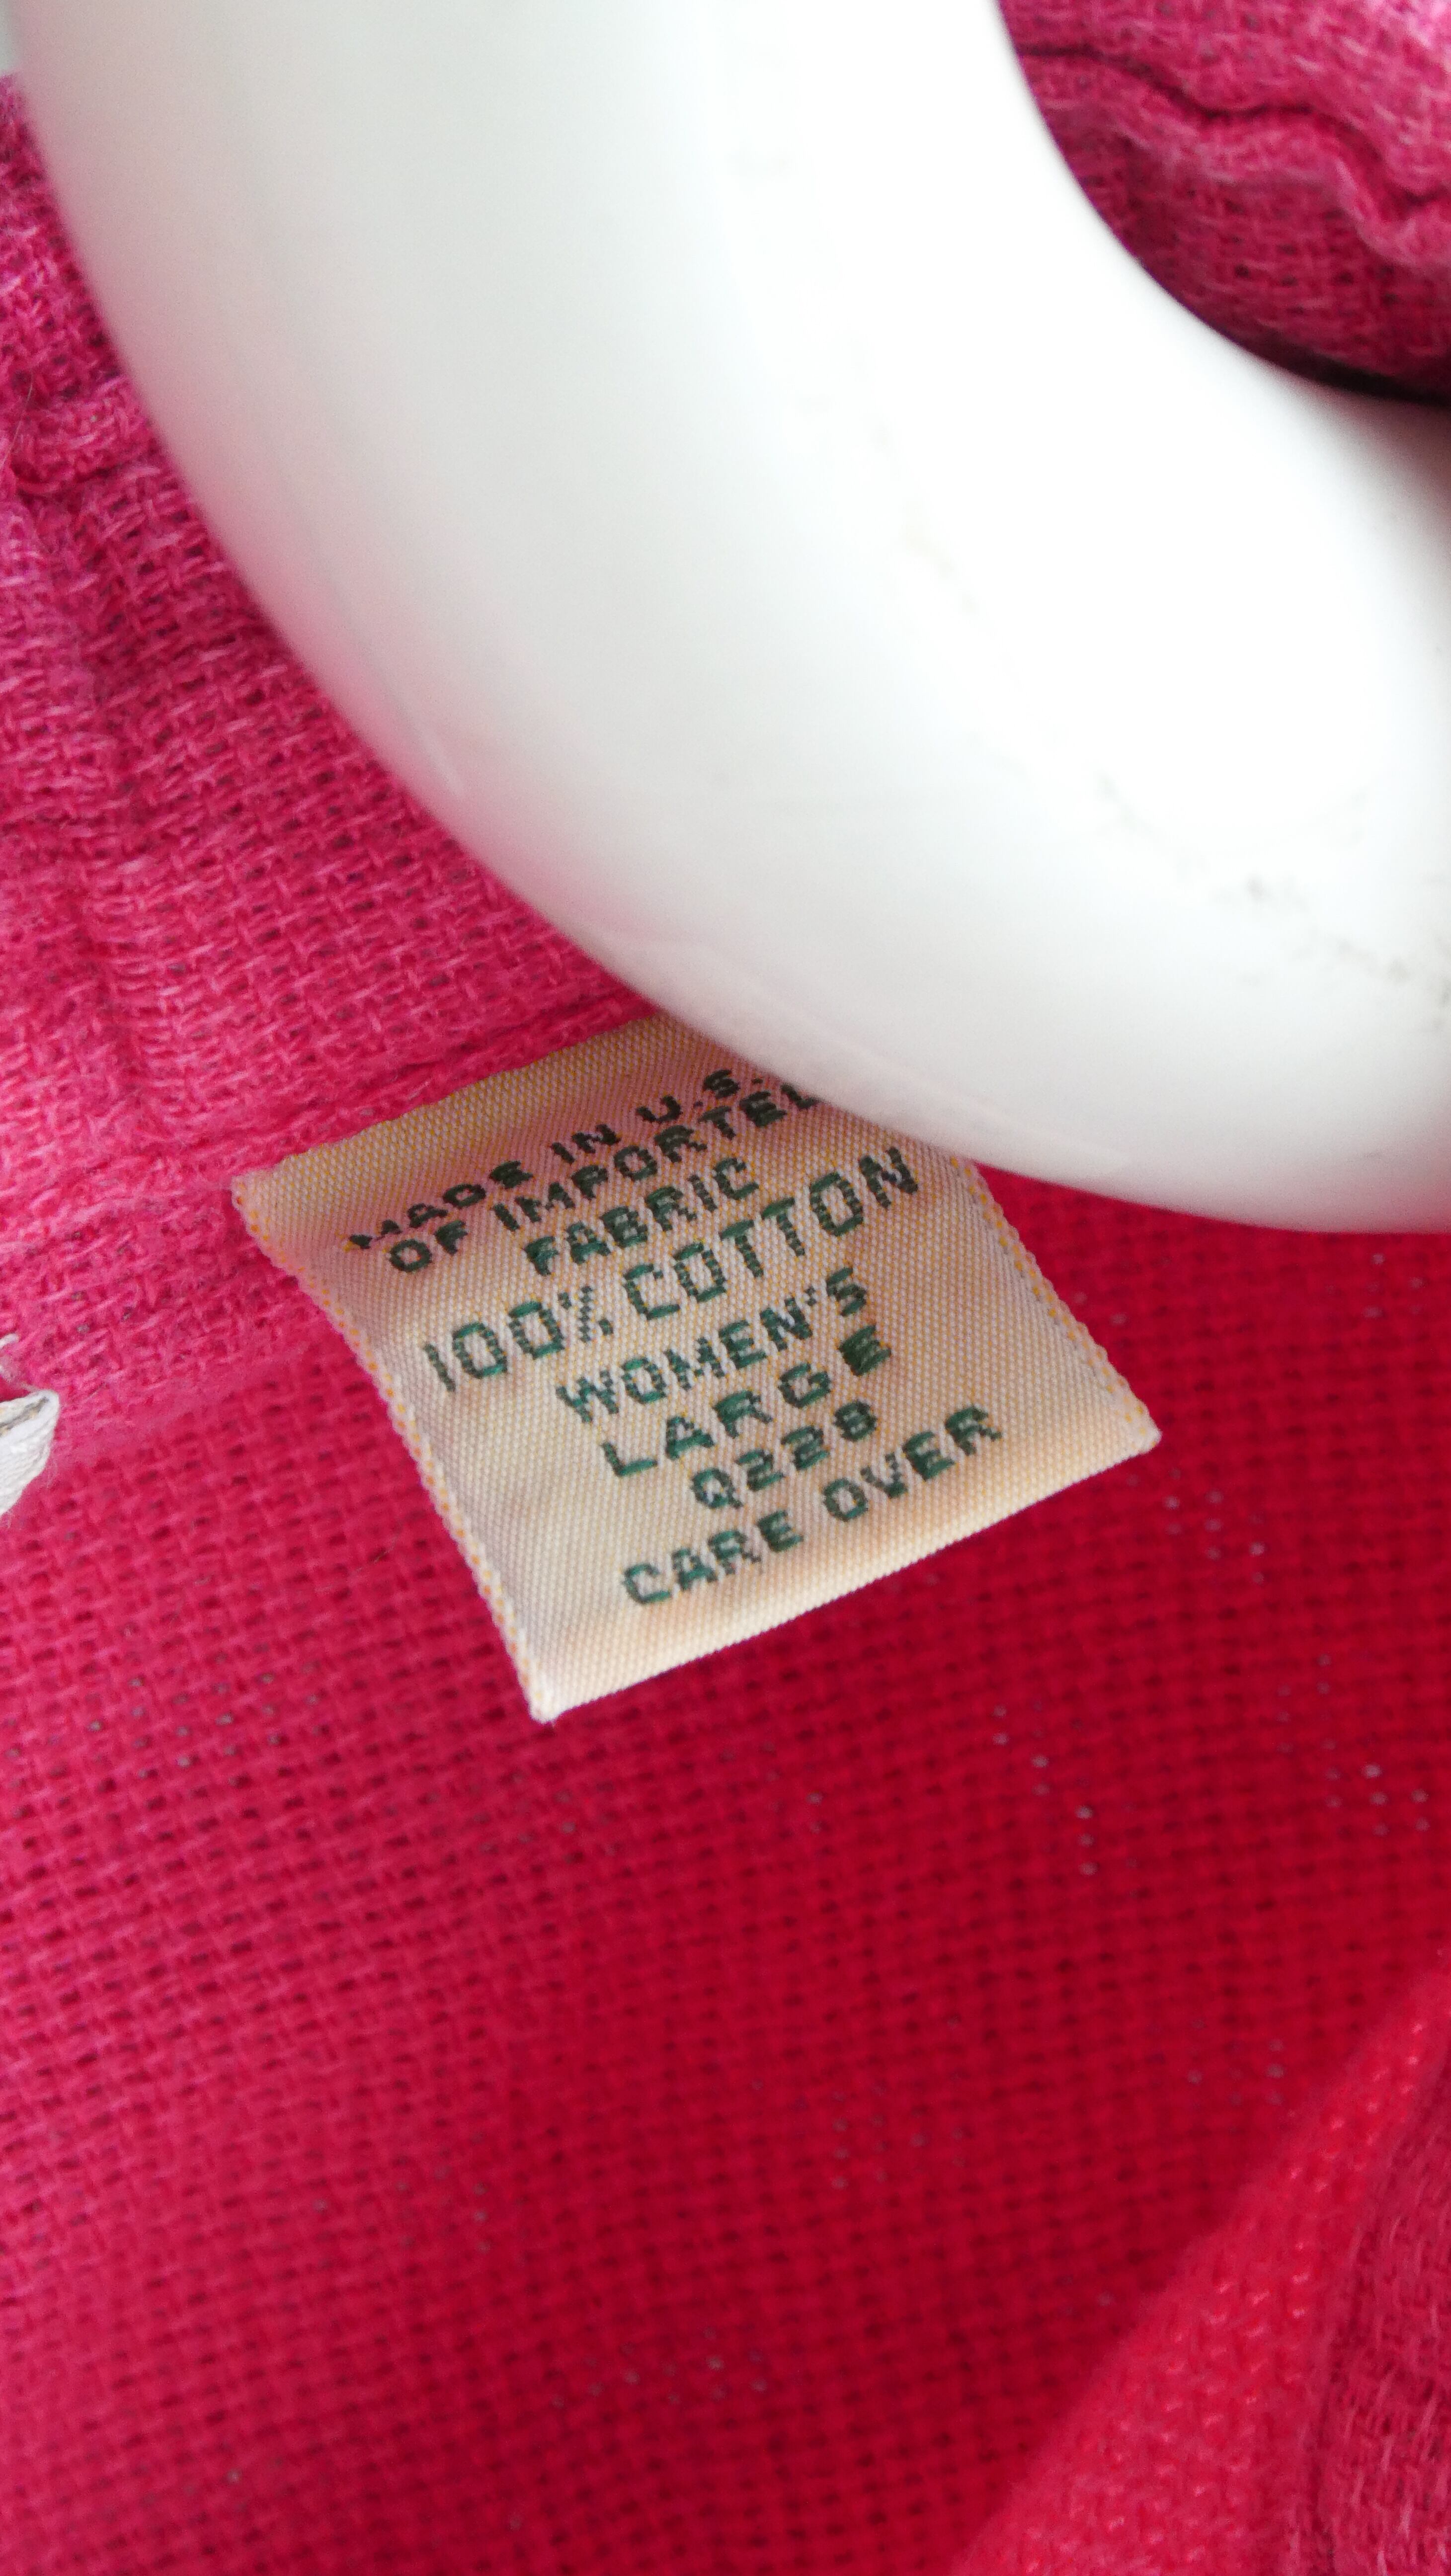 MADE IN U.S.
OF IMPORTED
FABRIC
100% COTTON
WOMEN'S
LARGE
Q228
CARE OVER